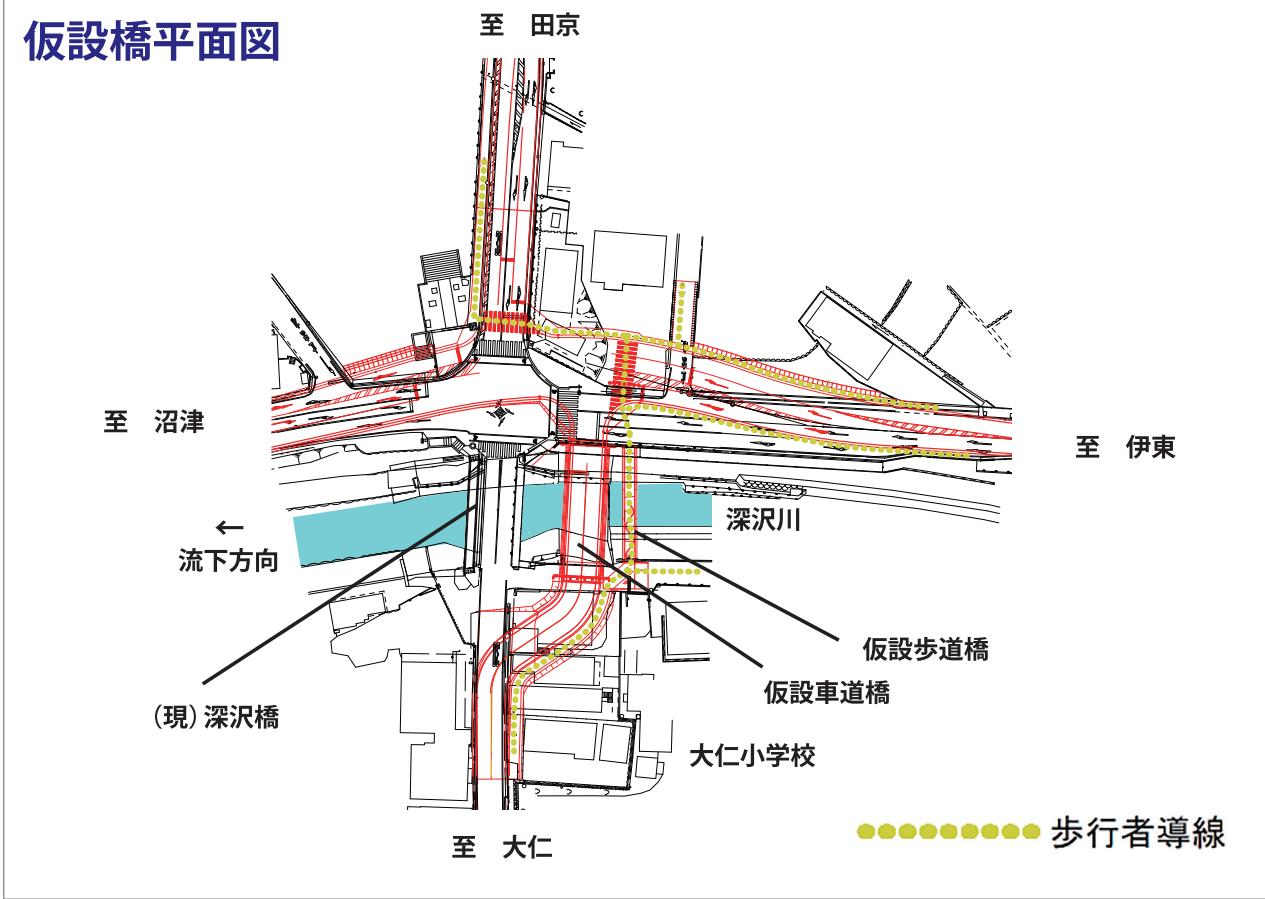 仮設橋平面図
至　田京
至　沼津
至　伊東
←
流下方向
深沢川
仮設歩道橋
仮設車道橋
（現）深沢橋
大仁小学校
歩行者導線
至　大仁